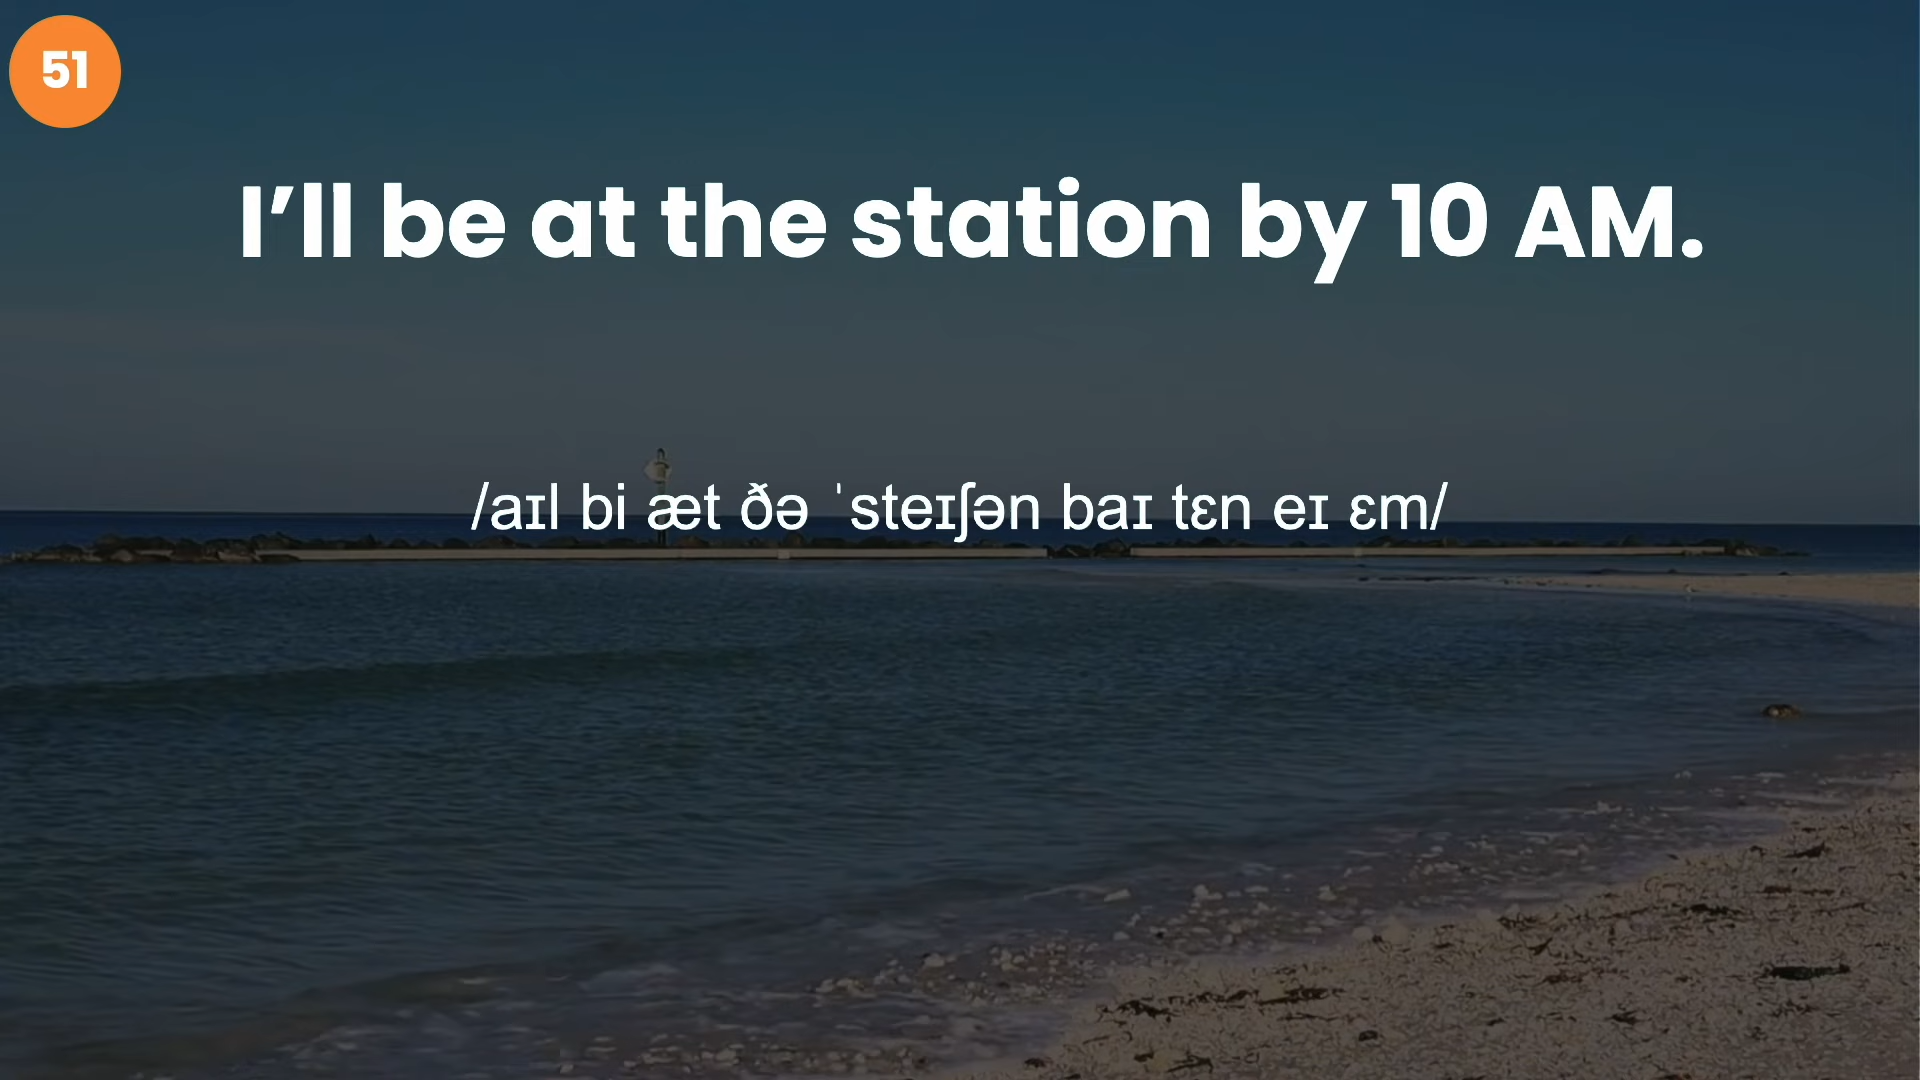 51
I’ll be at the station by 10 AM.
/aɪl bi æt ðə ˈsteɪʃən baɪ tɛn eɪ ɛm/